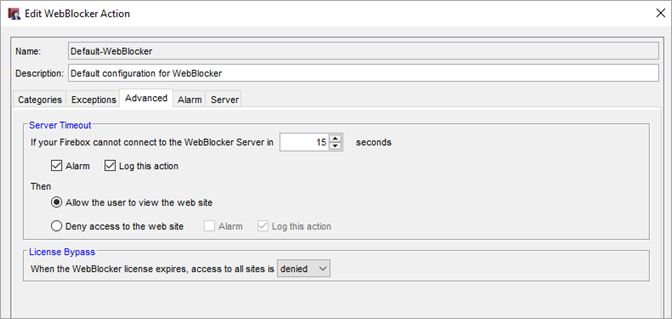 Edit WebBlocker Action
Name: Default-WebBlocker
Description: Default configuration for WebBlocker
Categories Exceptions Advanced Alarm Server
Server Timeout
If your Firebox cannot connect to the WebBlocker Server in 15 seconds
Alarm Log this action
Then
Allow the user to view the web site
Deny access to the web site Alarm Log this action
License Bypass
When the WebBlocker license expires, access to all sites is denied